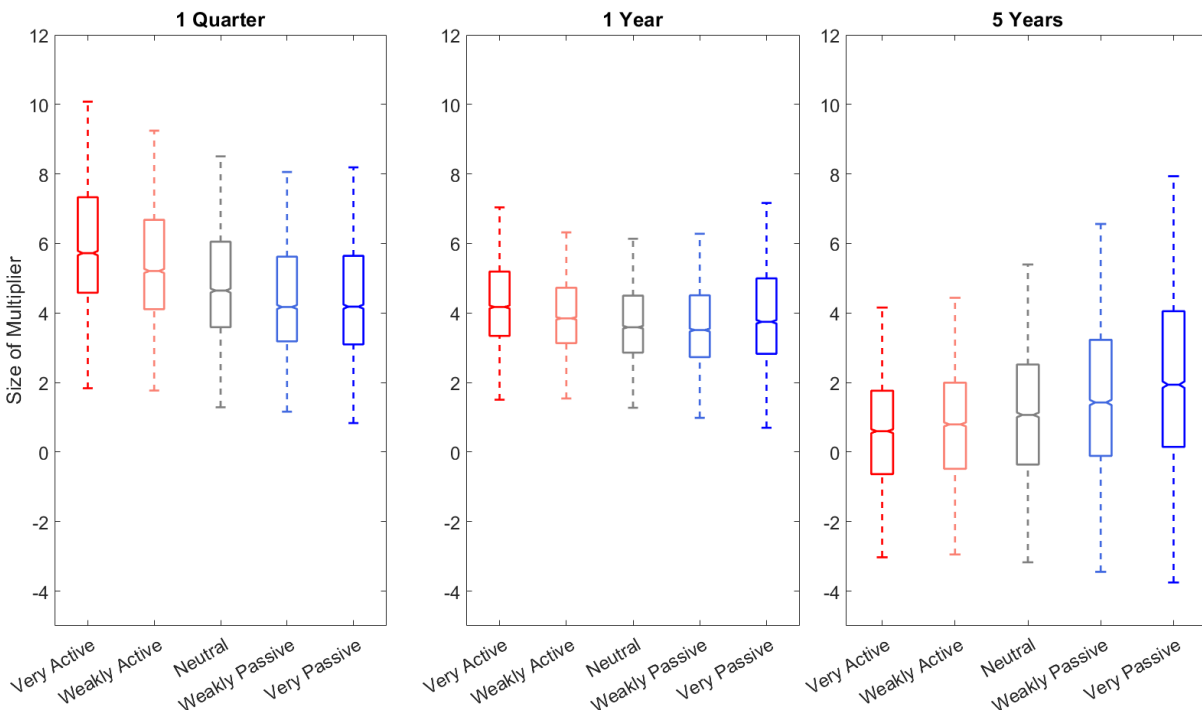 1 Quarter
1 Year
5 Years
Size of Multiplier
12
10
8
6
4
2
0
-2
-4
Very Active
Weakly Active
Neutral
Weakly Passive
Very Passive
12
10
8
6
4
2
0
-2
-4
Very Active
Weakly Active
Neutral
Weakly Passive
Very Passive
12
10
8
6
4
2
0
-2
-4
Very Active
Weakly Active
Neutral
Weakly Passive
Very Passive